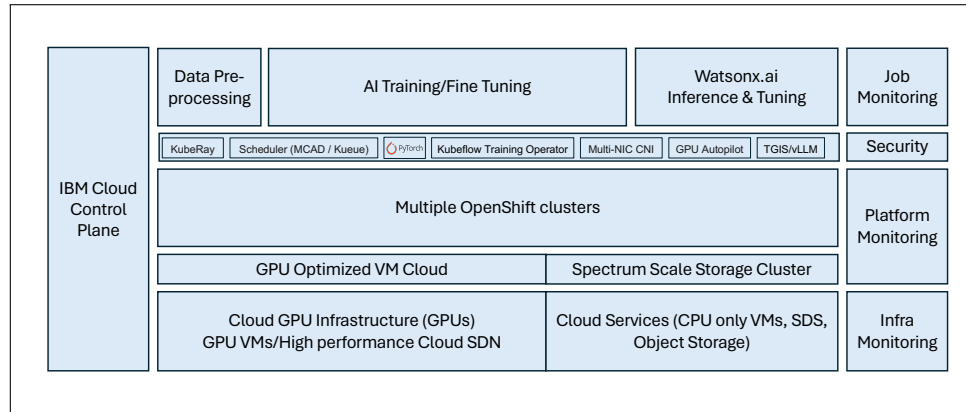 Data Pre-
processing
AI Training/Fine Tuning
Watsonx.ai
Inference & Tuning
Job
Monitoring
KubeRay
Scheduler (MCAD / Kueue)
PyTorch
Kubeflow Training Operator
Multi-NIC CNI
GPU Autopilot
TGIS/vLLM
Security
IBM Cloud
Control
Plane
Multiple OpenShift clusters
Platform
Monitoring
GPU Optimized VM Cloud
Spectrum Scale Storage Cluster
Cloud GPU Infrastructure (GPUs)
GPU VMs/High performance Cloud SDN
Cloud Services (CPU only VMs, SDS,
Object Storage)
Infra
Monitoring